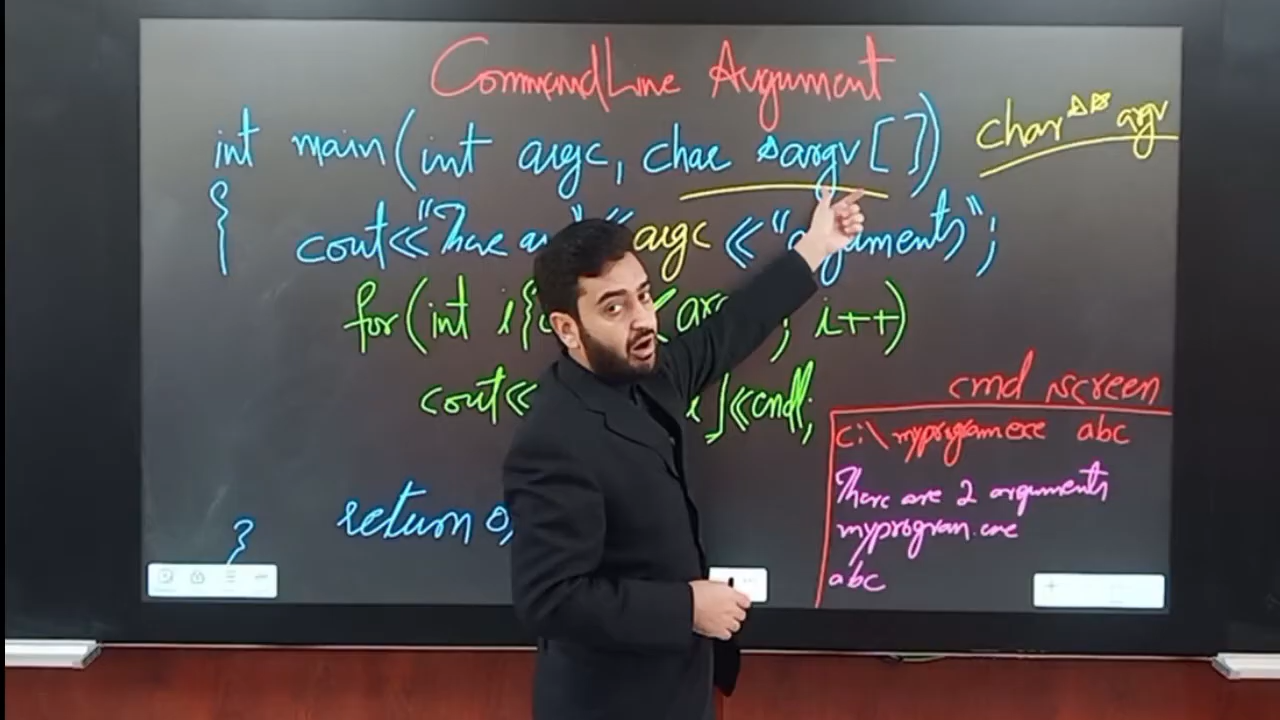 CommandLine Argument
int main(int argc, char *argv[])
char** argv
{
cout<<"There a "<< argc <<"arguments";
for(int i{ < arg ; i++)
cout<< i]<<endl;
return 0;
}
cmd screen
c:\myprogram.exe abc
There are 2 arguments
myprogram.exe
abc